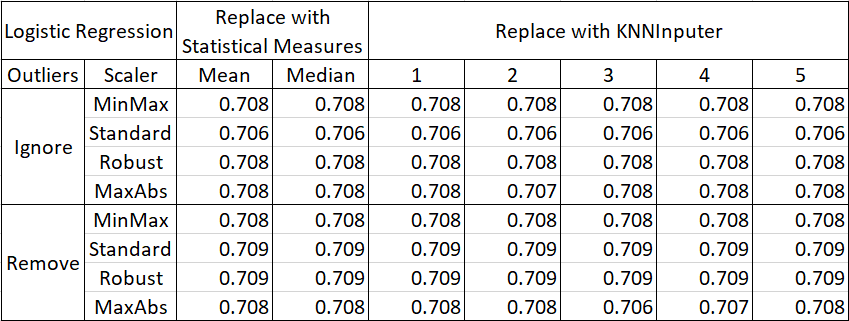 Logistic Regression Replace with Statistical Measures Replace with KNNInputer
Outliers Scaler Mean Median 1 2 3 4 5
Ignore MinMax 0.708 0.708 0.708 0.708 0.708 0.708 0.708
Standard 0.706 0.706 0.706 0.706 0.706 0.706 0.706
Robust 0.708 0.708 0.708 0.708 0.708 0.708 0.708
MaxAbs 0.708 0.708 0.708 0.707 0.708 0.708 0.708
Remove MinMax 0.708 0.708 0.708 0.708 0.708 0.708 0.708
Standard 0.709 0.709 0.709 0.709 0.709 0.709 0.709
Robust 0.709 0.709 0.709 0.709 0.709 0.709 0.709
MaxAbs 0.708 0.708 0.708 0.708 0.706 0.707 0.708